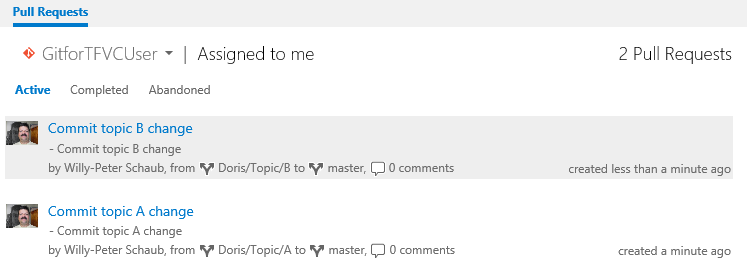 Pull Requests
GitforTFVCUser | Assigned to me 2 Pull Requests
Active Completed Abandoned
Commit topic B change
- Commit topic B change
by Willy-Peter Schaub, from Doris/Topic/B to master, 0 comments created less than a minute ago
Commit topic A change
- Commit topic A change
by Willy-Peter Schaub, from Doris/Topic/A to master, 0 comments created a minute ago